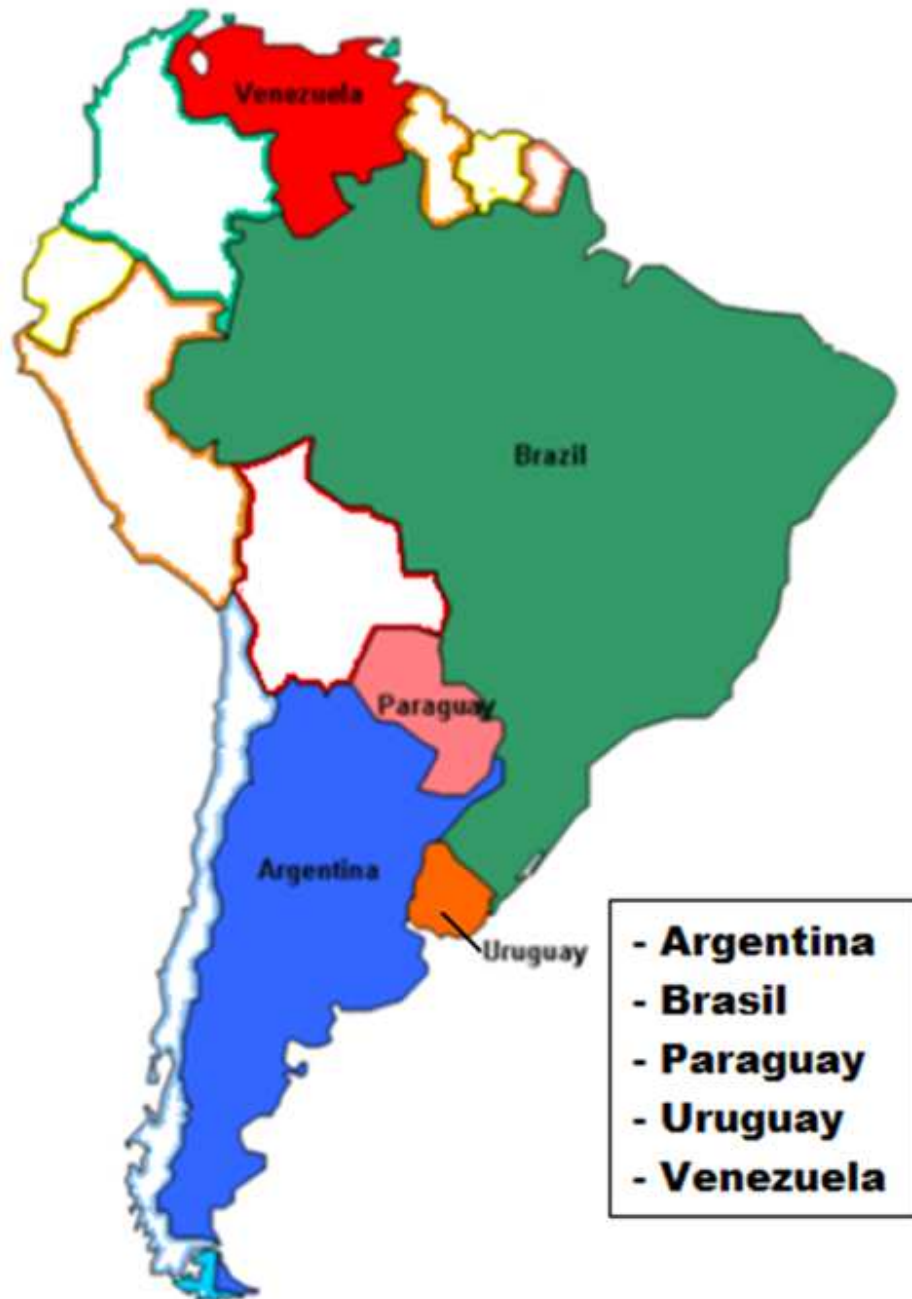 Venezuela
Brazil
Paraguay
Argentina
Uruguay
- Argentina
- Brasil
- Paraguay
- Uruguay
- Venezuela